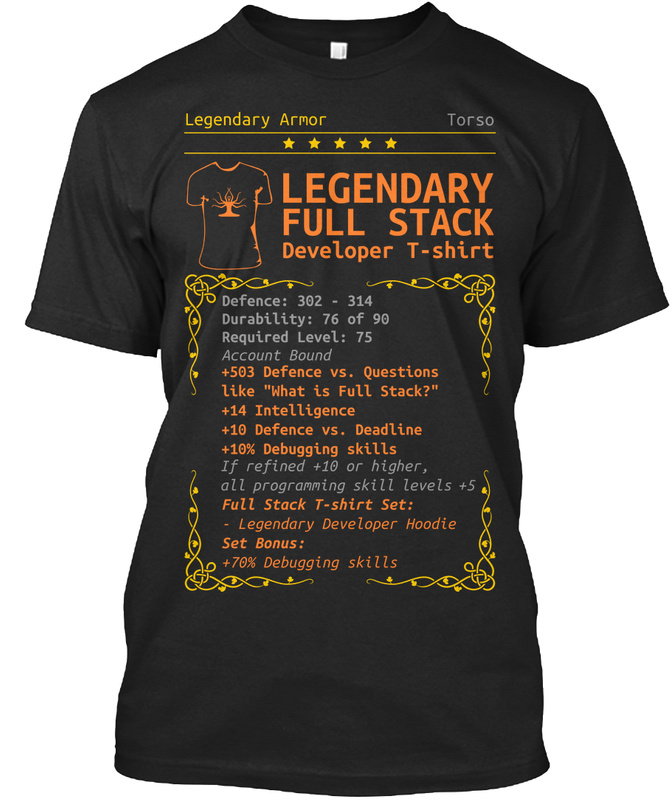 Legendary Armor Torso
LEGENDARY
FULL STACK
Developer T-shirt
Defence: 302 - 314
Durability: 76 of 90
Required Level: 75
Account Bound
+503 Defence vs. Questions
like "What is Full Stack?"
+14 Intelligence
+10 Defence vs. Deadline
+10% Debugging skills
If refined +10 or higher,
all programming skill levels +5
Full Stack T-shirt Set:
- Legendary Developer Hoodie
Set Bonus:
+70% Debugging skills